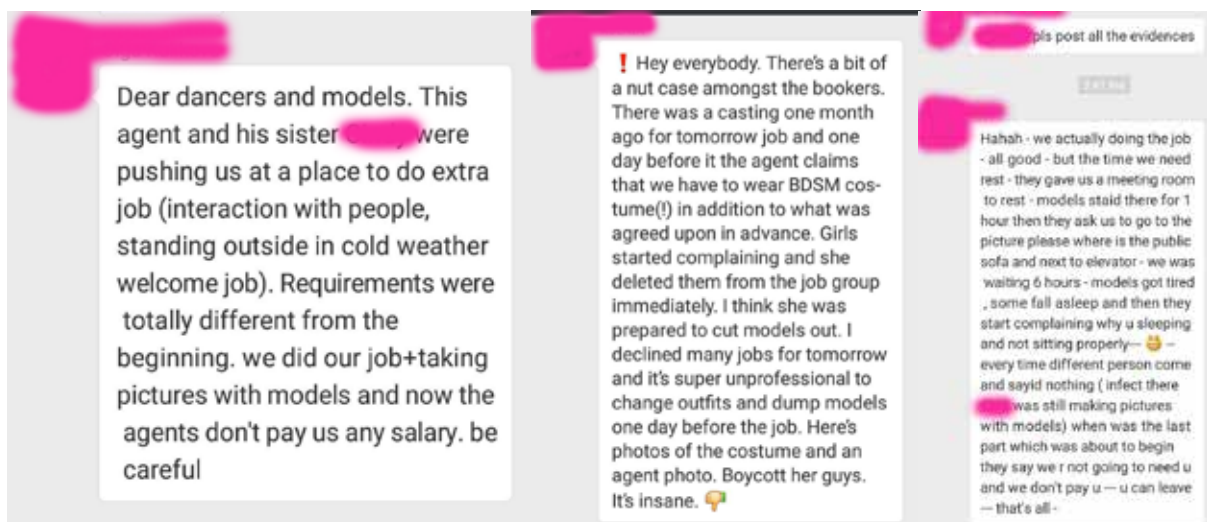 Dear dancers and models. This
agent and his sister were
pushing us at a place to do extra
job (interaction with people,
standing outside in cold weather
welcome job). Requirements were
totally different from the
beginning. we did our job+taking
pictures with models and now the
agents don't pay us any salary. be
careful
❗ Hey everybody. There's a bit of
a nut case amongst the bookers.
There was a casting one month
ago for tomorrow job and one
day before it the agent claims
that we have to wear BDSM cos-
tume(!) in addition to what was
agreed upon in advance. Girls
started complaining and she
deleted them from the job group
immediately. I think she was
prepared to cut models out. I
declined many jobs for tomorrow
and it's super unprofessional to
change outfits and dump models
one day before the job. Here's
photos of the costume and an
agent photo. Boycott her guys.
It's insane. 👎
pls post all the evidences
Hahah - we actually doing the job
- all good - but the time we need
rest - they gave us a meeting room
to rest - models staid there for 1
hour then they ask us to go to the
picture please where is the public
sofa and next to elevator - we was
waiting 6 hours - models got tired
, some fall asleep and then they
start complaining why u sleeping
and not sitting properly— 😆 –
every time different person come
and sayid nothing ( infect there
was still making pictures
with models) when was the last
part which was about to begin
they say we r not going to need u
and we don't pay u — u can leave
— that's all -